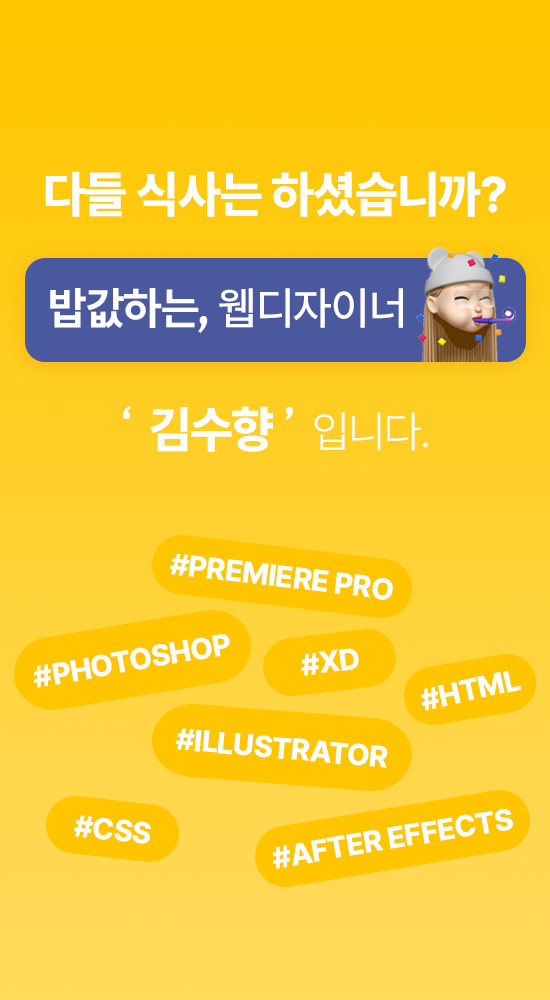 다들 식사는 하셨습니까?
밥값하는, 웹디자이너
‘ 김수향 ’ 입니다.
#PREMIERE PRO
#PHOTOSHOP
#XD
#HTML
#ILLUSTRATOR
#CSS
#AFTER EFFECTS